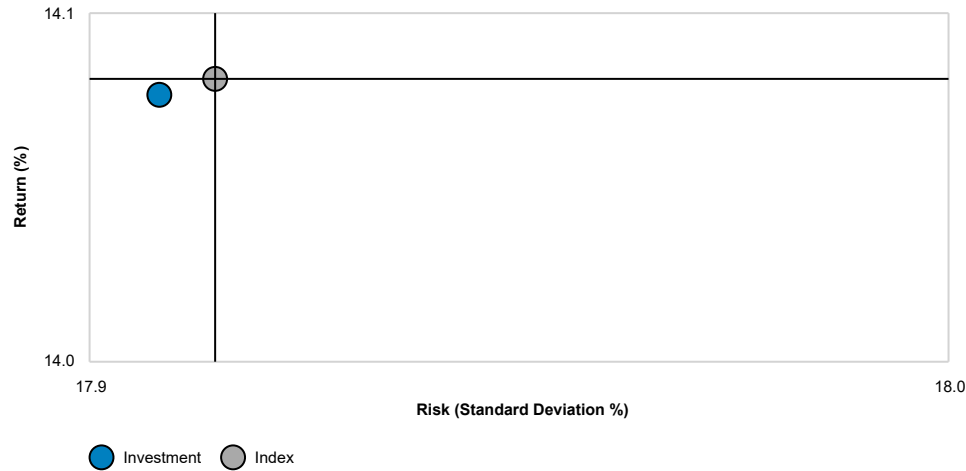 14.1
Return (%)
14.0
17.9
18.0
Risk (Standard Deviation %)
Investment
Index